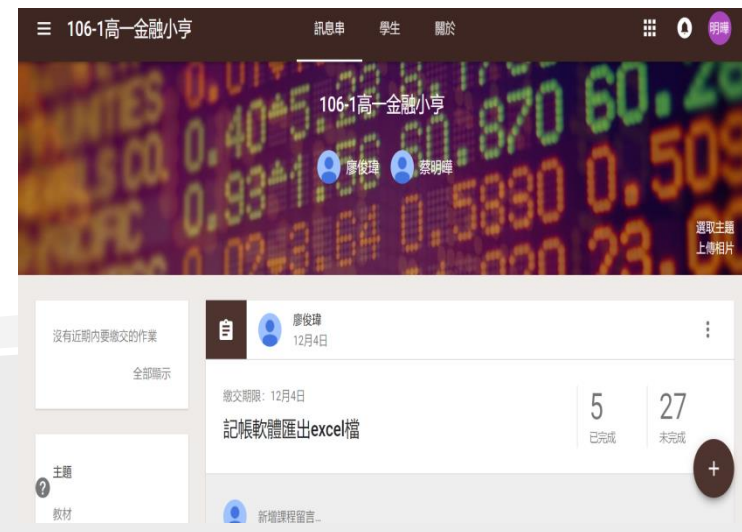 106-1高一金融小亨
訊息串 學生 關於
明曄
106-1高一金融小亨
廖俊瑋 蔡明曄
選取主題
上傳相片
沒有近期內要繳交的作業
全部顯示
廖俊瑋
12月4日
繳交期限：12月4日
記帳軟體匯出excel檔
5
已完成
27
未完成
主題
教材
新增課程留言...